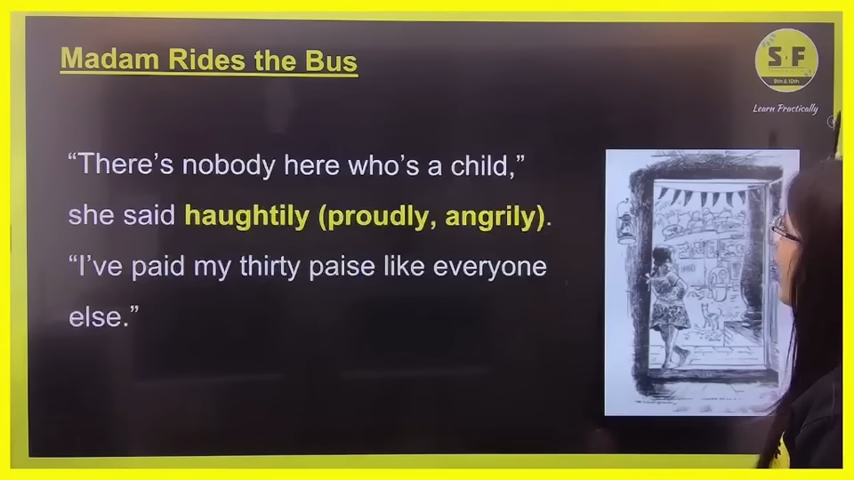 Madam Rides the Bus
S F
9th & 10th
Learn Practically
“There’s nobody here who’s a child,”
she said haughtily (proudly, angrily).
“I’ve paid my thirty paise like everyone
else.”